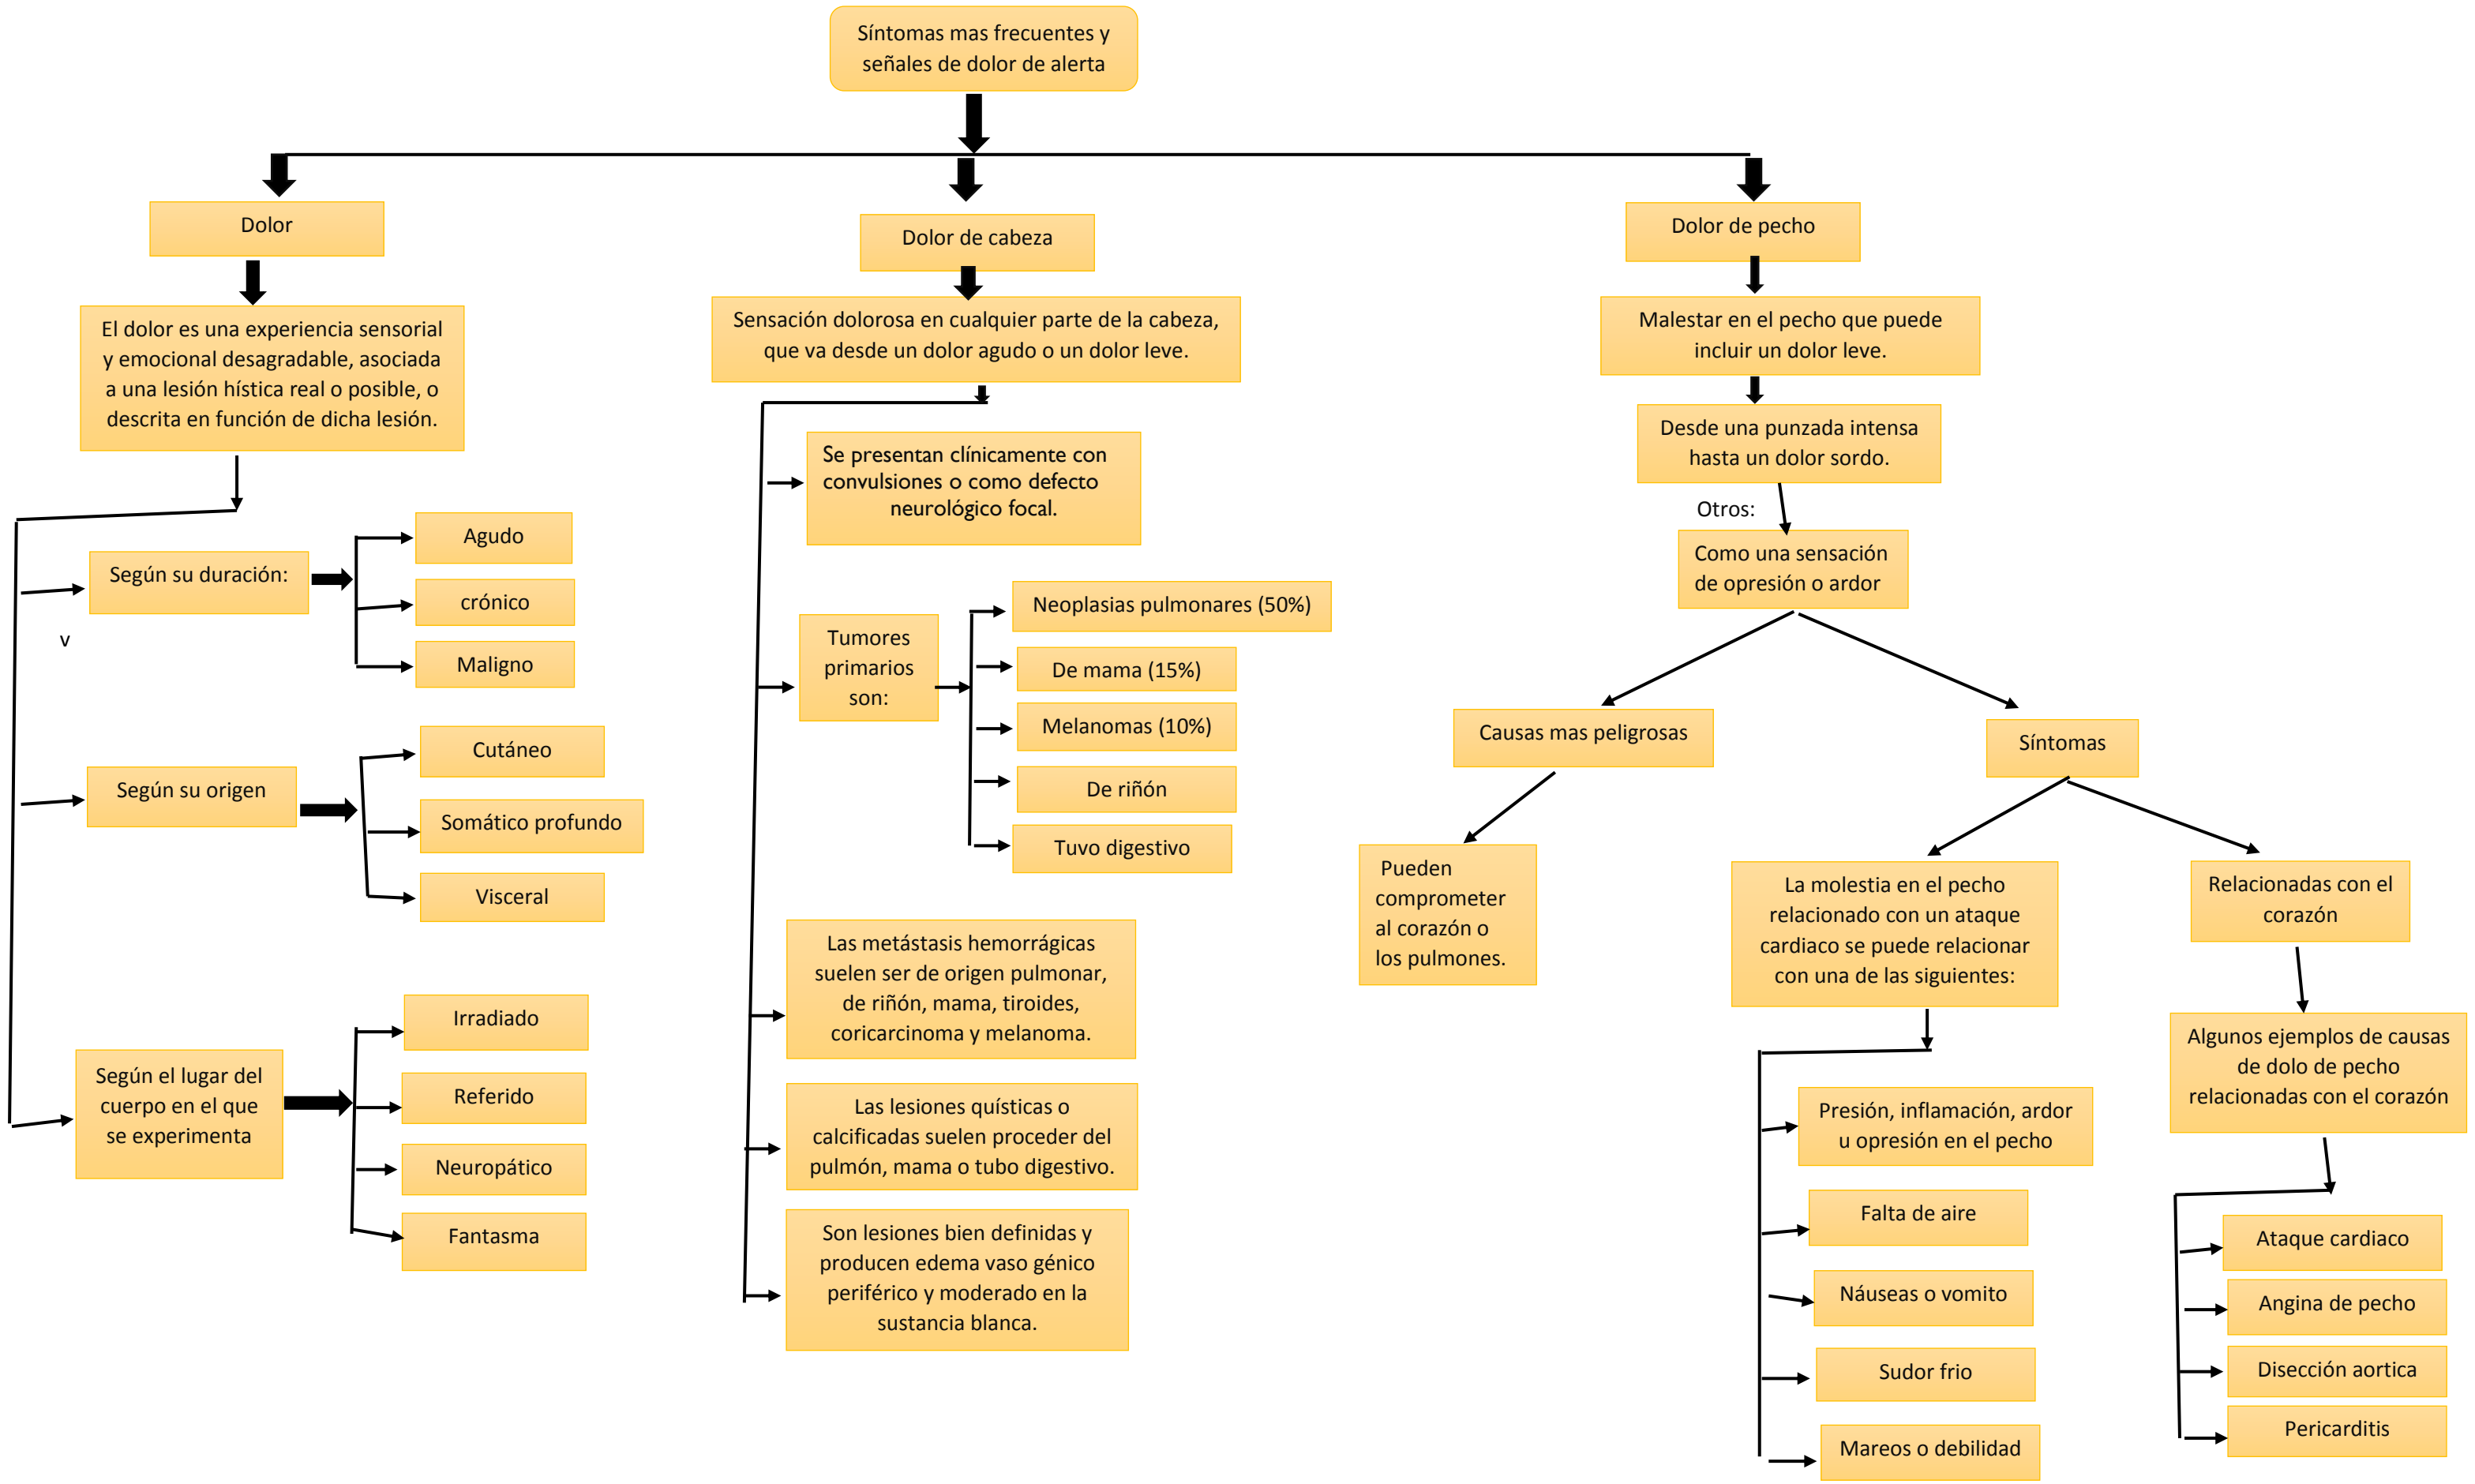 Síntomas mas frecuentes y
señales de dolor de alerta
Dolor
El dolor es una experiencia sensorial
y emocional desagradable, asociada
a una lesión hística real o posible, o
descrita en función de dicha lesión.
Según su duración:
Agudo
crónico
Maligno
v
Según su origen
Cutáneo
Somático profundo
Visceral
Según el lugar del
cuerpo en el que
se experimenta
Irradiado
Referido
Neuropático
Fantasma
Dolor de cabeza
Sensación dolorosa en cualquier parte de la cabeza,
que va desde un dolor agudo o un dolor leve.
Se presentan clínicamente con
convulsiones o como defecto
neurológico focal.
Tumores
primarios
son:
Neoplasias pulmonares (50%)
De mama (15%)
Melanomas (10%)
De riñón
Tuvo digestivo
Las metástasis hemorrágicas
suelen ser de origen pulmonar,
de riñón, mama, tiroides,
coricarcinoma y melanoma.
Las lesiones quísticas o
calcificadas suelen proceder del
pulmón, mama o tubo digestivo.
Son lesiones bien definidas y
producen edema vaso génico
periférico y moderado en la
sustancia blanca.
Dolor de pecho
Malestar en el pecho que puede
incluir un dolor leve.
Desde una punzada intensa
hasta un dolor sordo.
Otros:
Como una sensación
de opresión o ardor
Causas mas peligrosas
Pueden
comprometer
al corazón o
los pulmones.
Síntomas
La molestia en el pecho
relacionado con un ataque
cardiaco se puede relacionar
con una de las siguientes:
Presión, inflamación, ardor
u opresión en el pecho
Falta de aire
Náuseas o vomito
Sudor frio
Mareos o debilidad
Relacionadas con el
corazón
Algunos ejemplos de causas
de dolo de pecho
relacionadas con el corazón
Ataque cardiaco
Angina de pecho
Disección aortica
Pericarditis